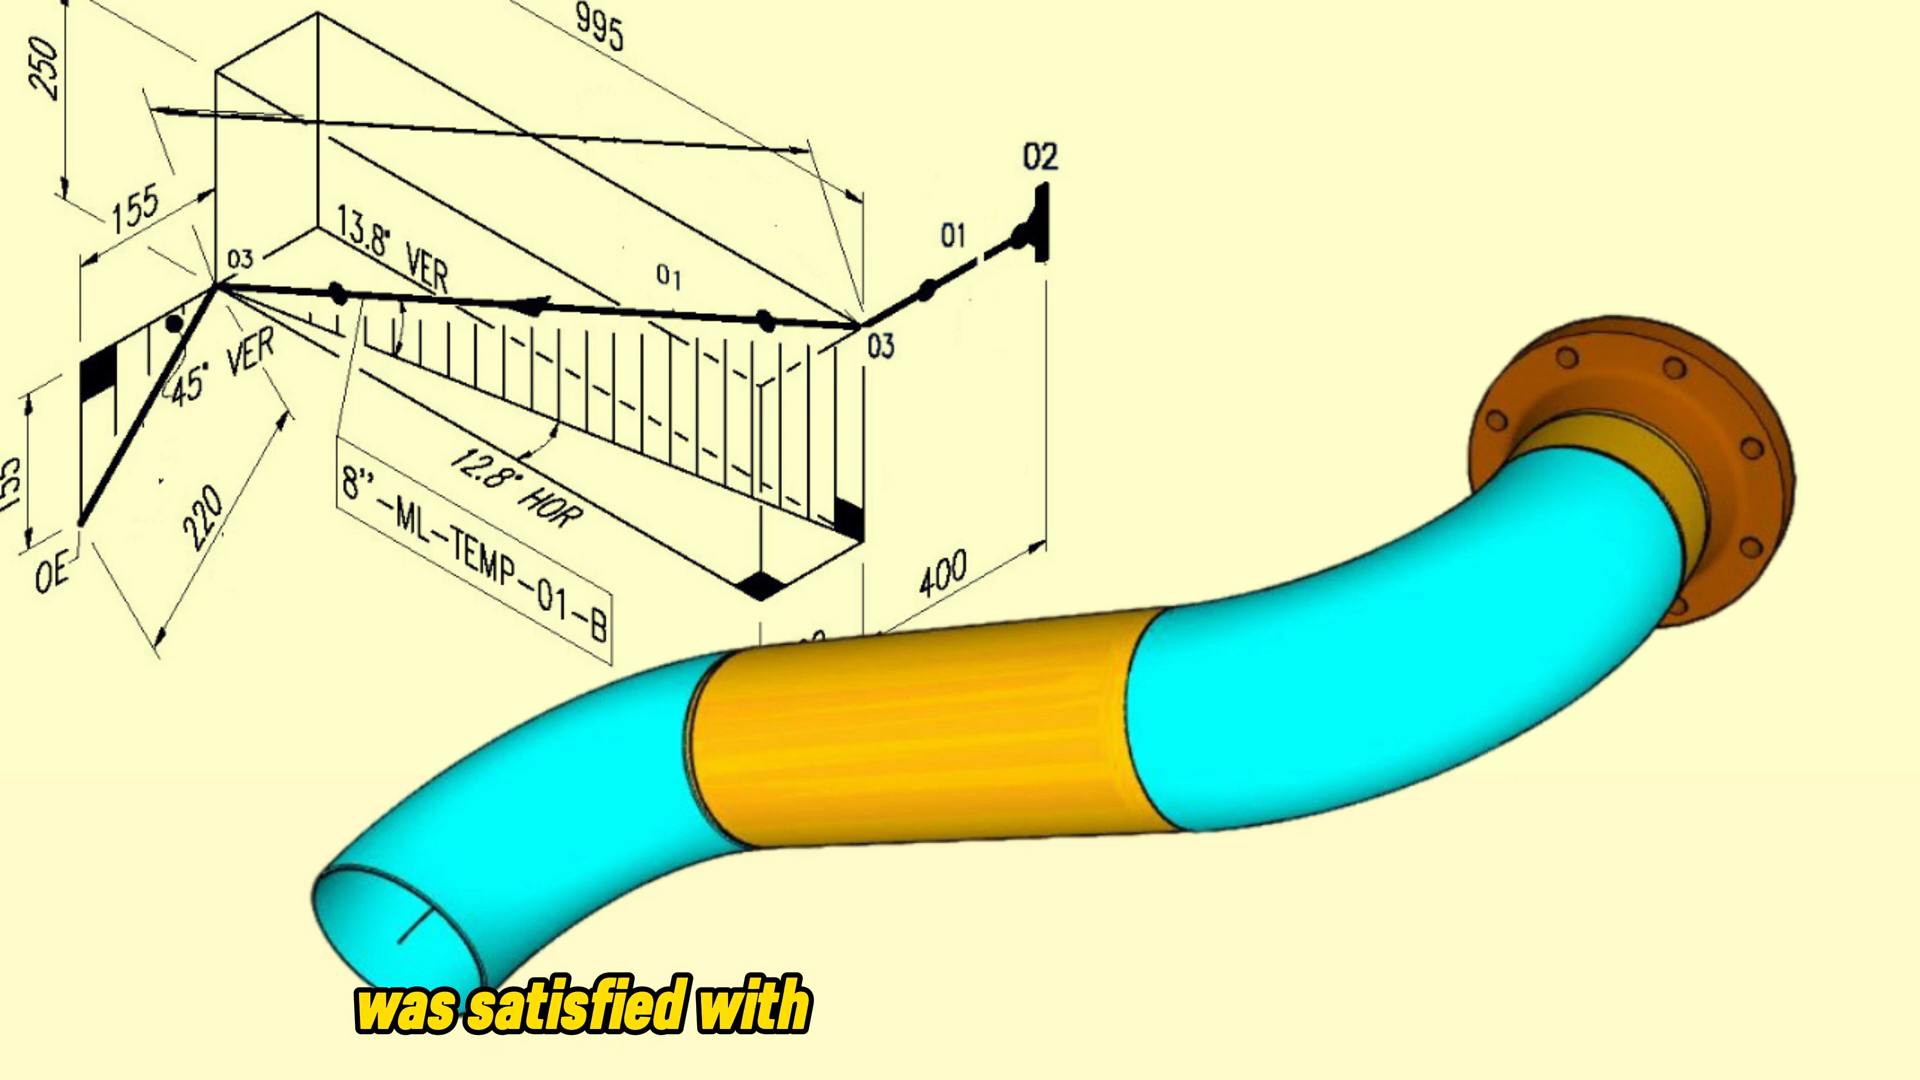 995
250
02
155
01
03
13.8° VER
01
03
45° VER
12.8° HOR
220
8"-ML-TEMP-01-B
400
OE
was satisfied with